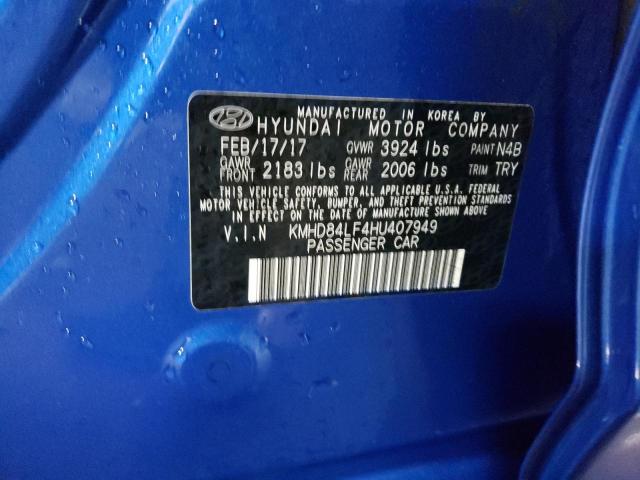 MANUFACTURED IN KOREA BY
HYUNDAI MOTOR COMPANY
FEB/17/17 GVWR 3924 lbs PAINT N4B
GAWR FRONT 2183 lbs GAWR REAR 2006 lbs TRIM TRY
THIS VEHICLE CONFORMS TO ALL APPLICABLE U.S.A. FEDERAL
MOTOR VEHICLE SAFETY, BUMPER, AND THEFT PREVENTION STANDARDS
IN EFFECT ON THE DATE OF MANUFACTURE SHOWN ABOVE.
V.I.N KMHD84LF4HU407949
PASSENGER CAR